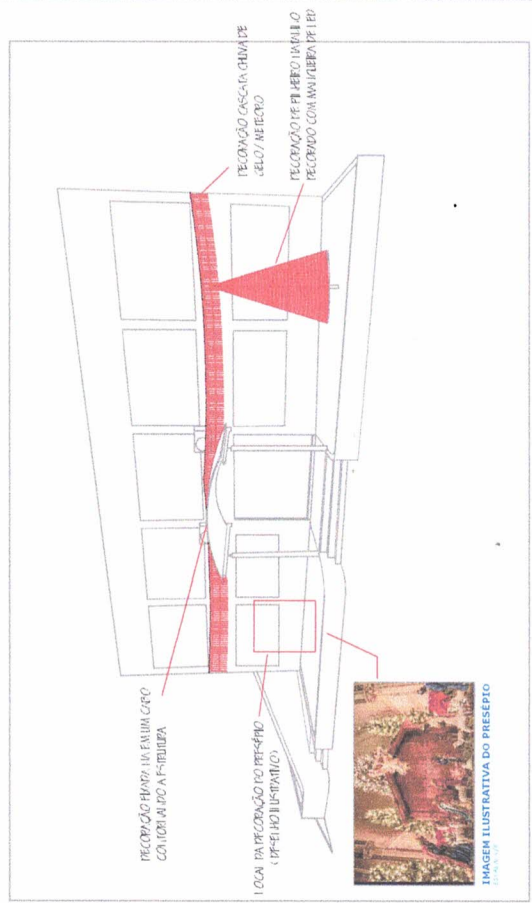 DECORAÇÃO FIXADA EM UM CABO
CONTORNANDO A ESTRUTURA
LOCAL DA DECORAÇÃO DO PRESÉPIO
(DESENHO ILUSTRATIVO)
DECORAÇÃO CASCATA CHUVA DE
GELO / METEORO
DECORAÇÃO DE PINHEIRO NATALINO
DECORADO COM MANGUEIRA DE LED
IMAGEM ILUSTRATIVA DO PRESÉPIO